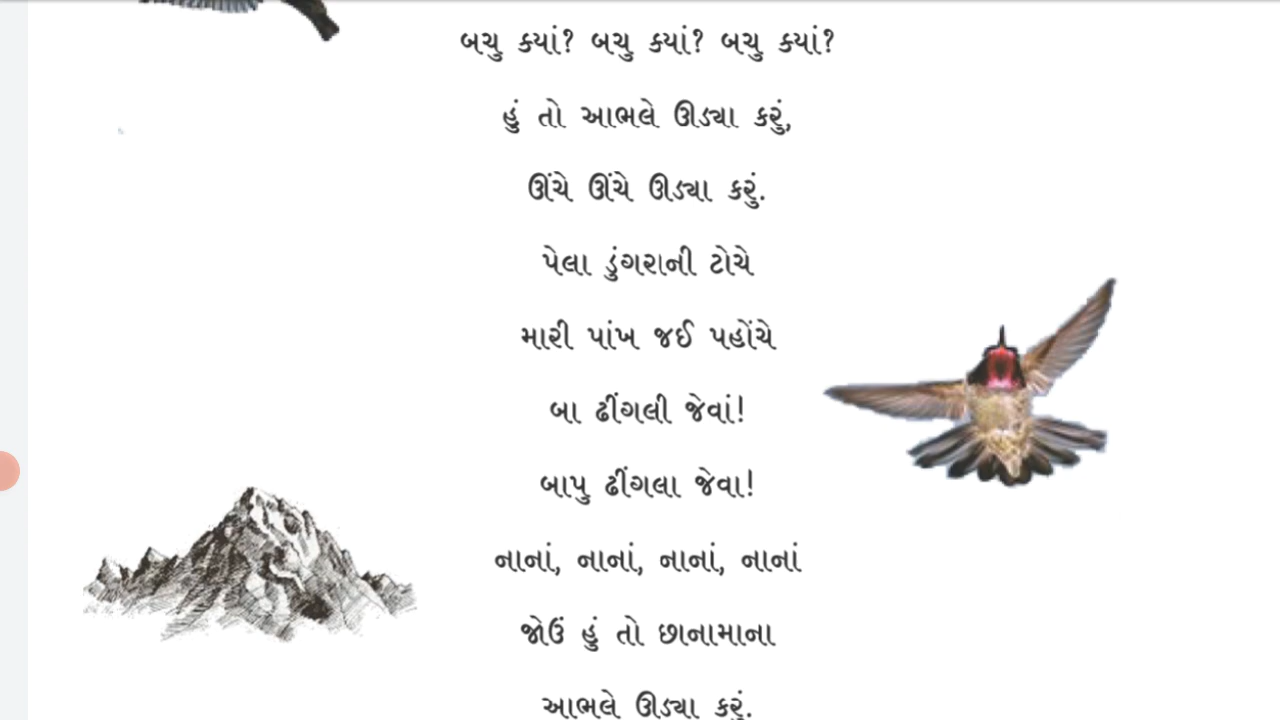 બચુ ક્યાં? બચુ ક્યાં? બચુ ક્યાં?
હું તો આભલે ઊડ્યા કરું,
ઊંચે ઊંચે ઊડ્યા કરું.
પેલા ડુંગરાની ટોચે
મારી પાંખ જઈ પહોંચે
બા ઢીંગલી જેવાં!
બાપુ ઢીંગલા જેવા!
નાનાં, નાનાં, નાનાં, નાનાં
જોઉં હું તો છાનામાના
આભલે ઊડ્યા કરું.